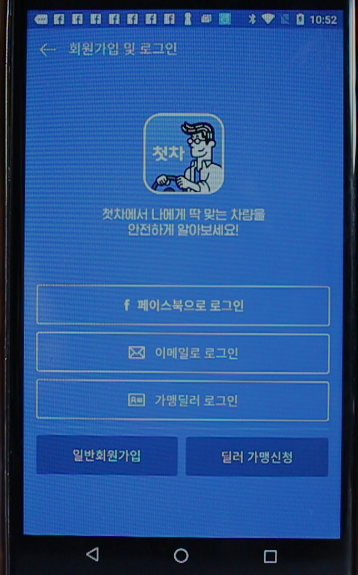 10:52
회원가입 및 로그인
첫차
첫차에서 나에게 딱 맞는 차량을
안전하게 알아보세요!
f 페이스북으로 로그인
이메일로 로그인
가맹딜러 로그인
일반회원가입
딜러 가맹신청